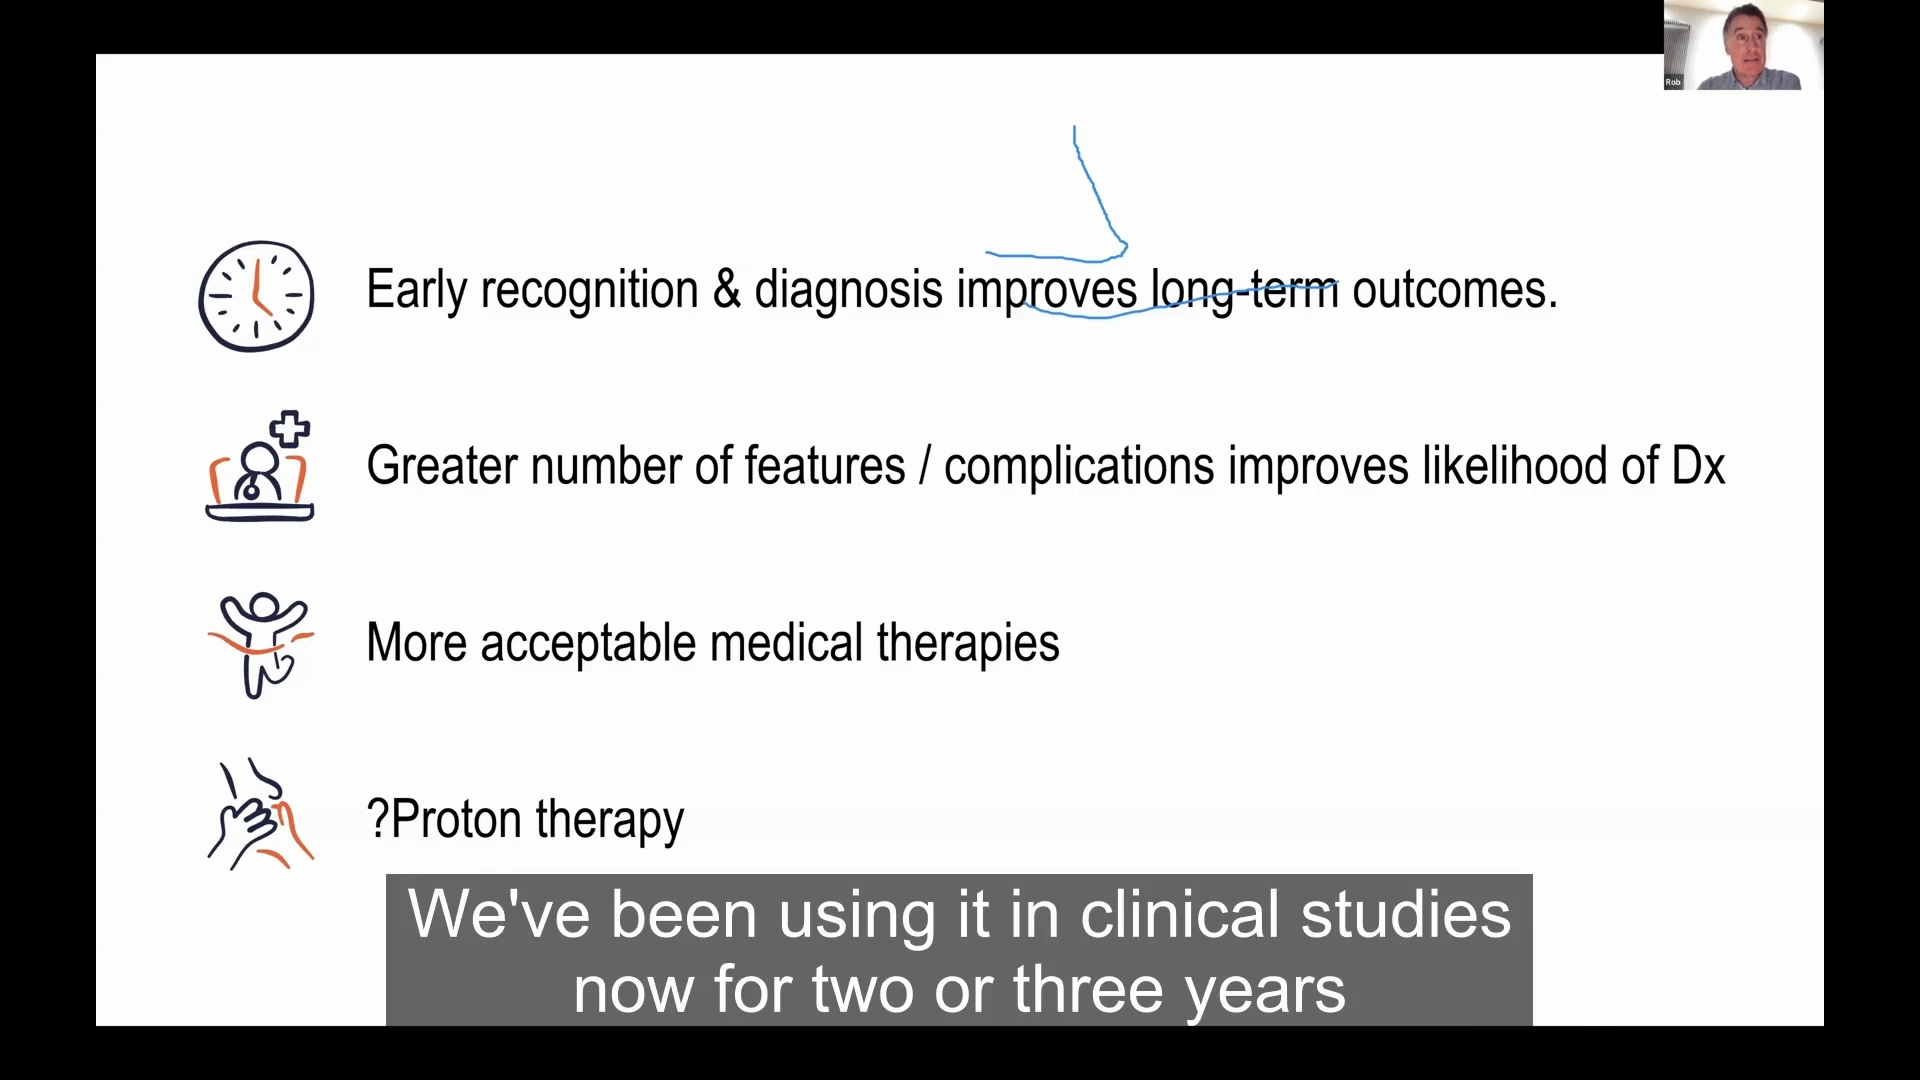 Rob
Early recognition & diagnosis improves long-term outcomes.
Greater number of features / complications improves likelihood of Dx
More acceptable medical therapies
?Proton therapy
We've been using it in clinical studies
now for two or three years